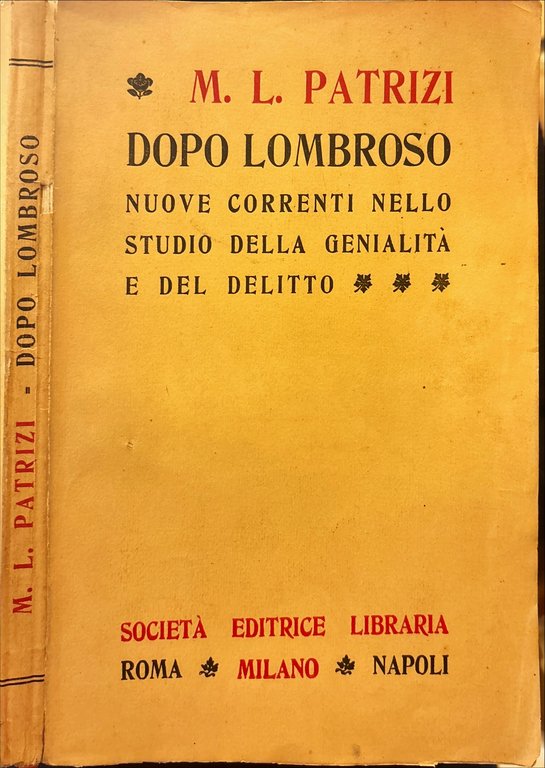 M. L. PATRIZI = DOPO LOMBROSO
M. L. PATRIZI
DOPO LOMBROSO
NUOVE CORRENTI NELLO
STUDIO DELLA GENIALITÀ
E DEL DELITTO
SOCIETÀ EDITRICE LIBRARIA
ROMA MILANO NAPOLI